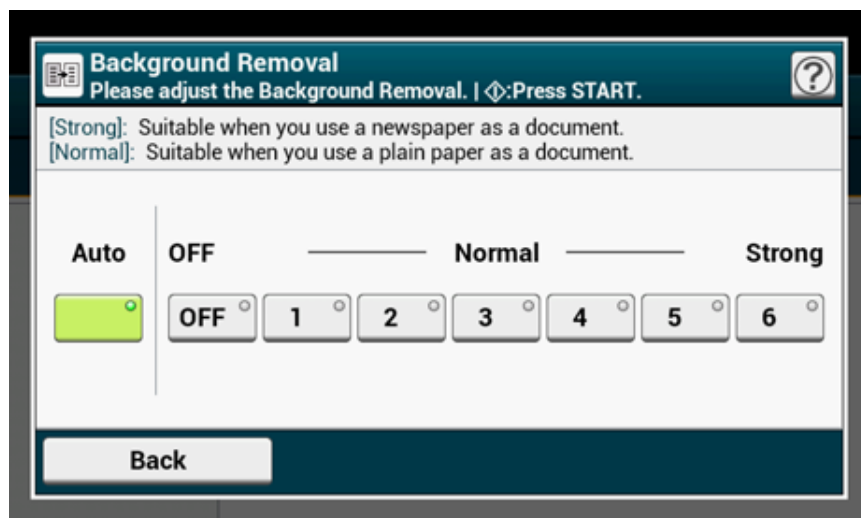 Background Removal
Please adjust the Background Removal. | :Press START.
[Strong]: Suitable when you use a newspaper as a document.
[Normal]: Suitable when you use a plain paper as a document.
Auto OFF Normal Strong
OFF 1 2 3 4 5 6
Back